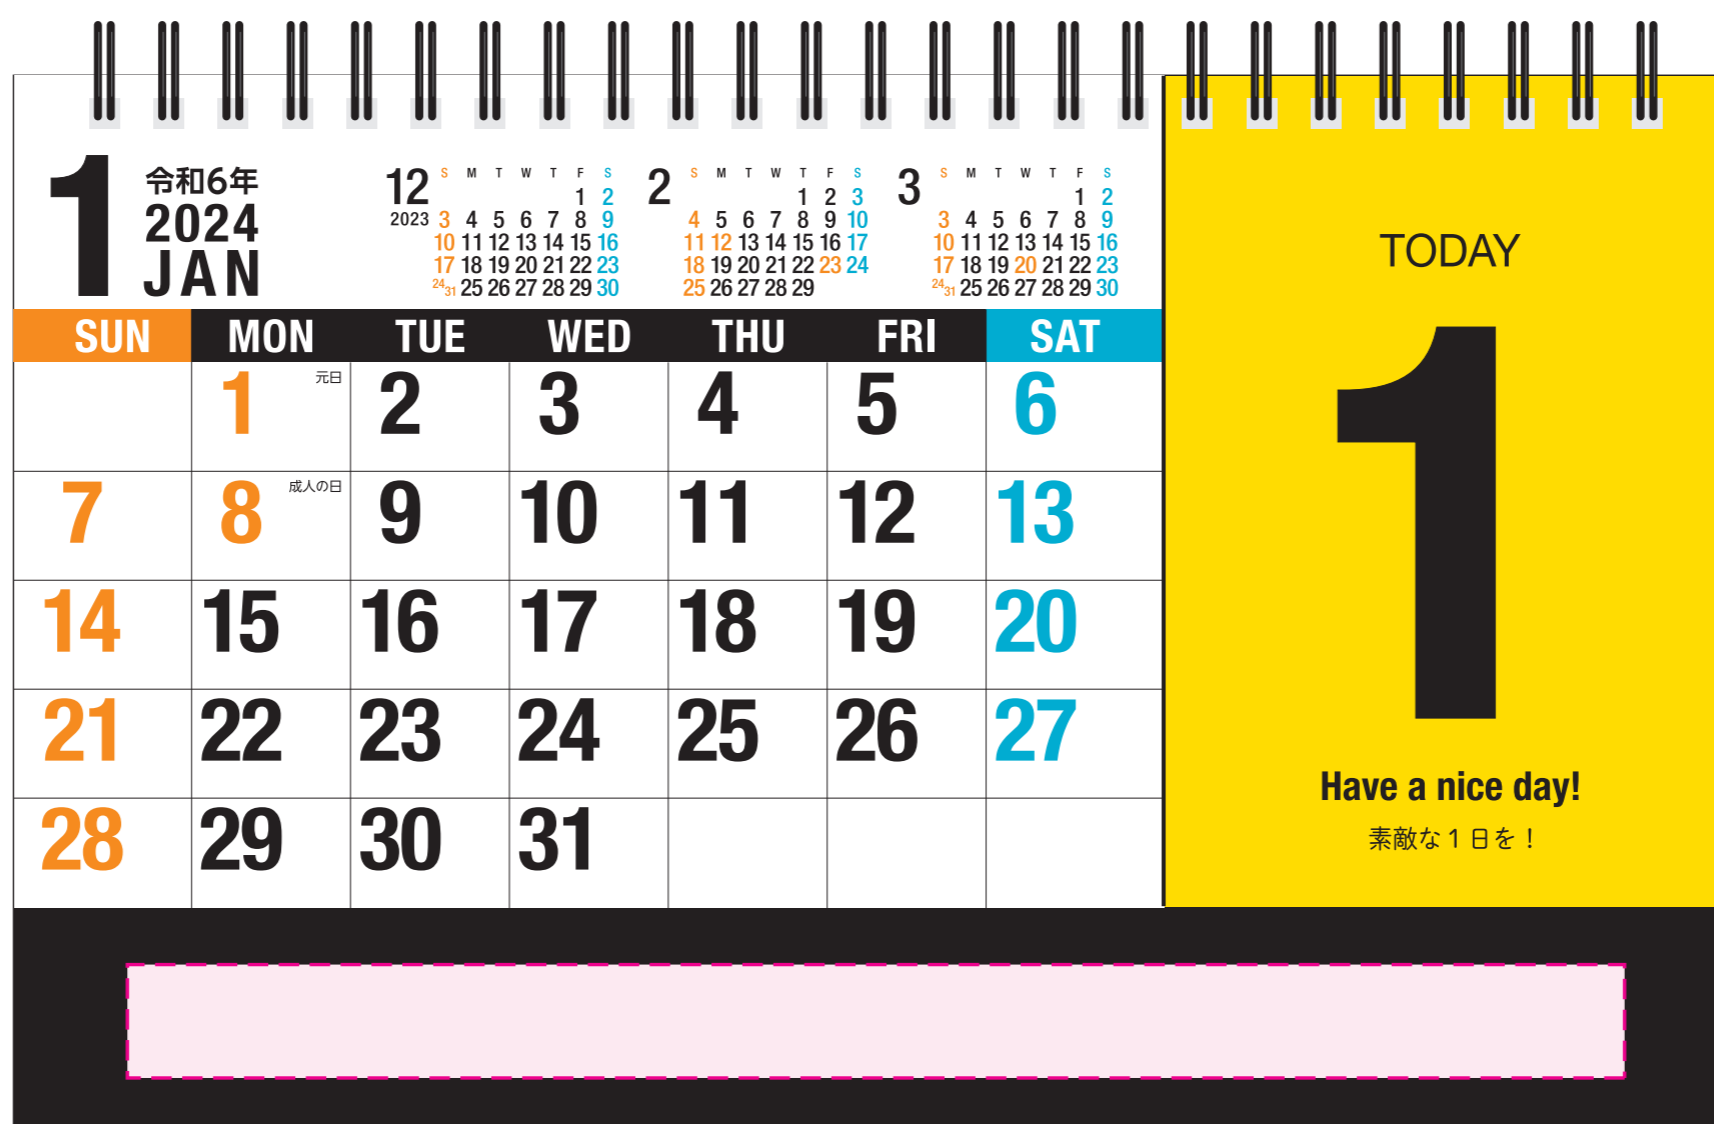 1
令和6年
2024
JAN
12
2023
S M T W T F S
1 2
3 4 5 6 7 8 9
10 11 12 13 14 15 16
17 18 19 20 21 22 23
24 31 25 26 27 28 29 30
2
S M T W T F S
1 2 3
4 5 6 7 8 9 10
11 12 13 14 15 16 17
18 19 20 21 22 23 24
25 26 27 28 29
3
S M T W T F S
1 2
3 4 5 6 7 8 9
10 11 12 13 14 15 16
17 18 19 20 21 22 23
24 31 25 26 27 28 29 30
SUN MON TUE WED THU FRI SAT
1 元日 2 3 4 5 6
7 8 成人の日 9 10 11 12 13
14 15 16 17 18 19 20
21 22 23 24 25 26 27
28 29 30 31
TODAY
1
Have a nice day!
素敵な1日を！